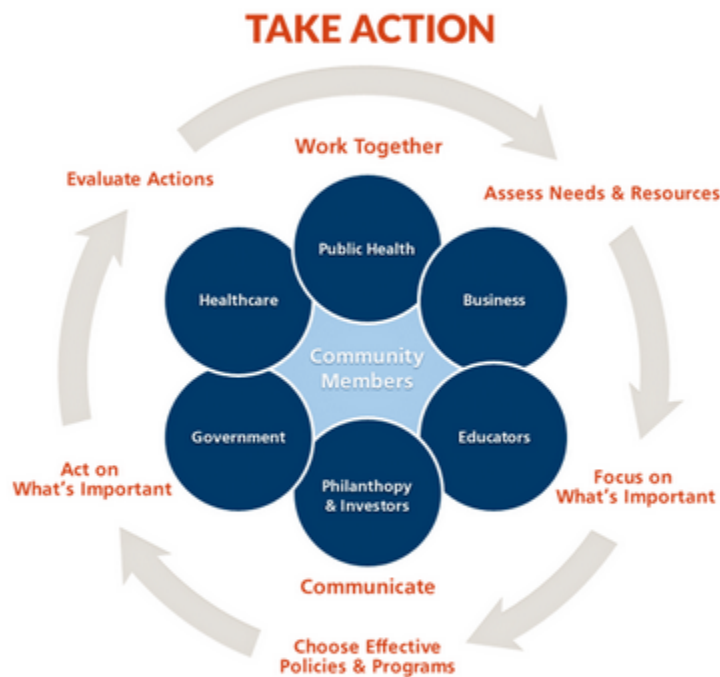 TAKE ACTION
Work Together
Evaluate Actions
Assess Needs & Resources
Public Health
Healthcare
Business
Community
Members
Government
Educators
Act on
What's Important
Philanthopy
& Investors
Focus on
What's Important
Communicate
Choose Effective
Policies & Programs